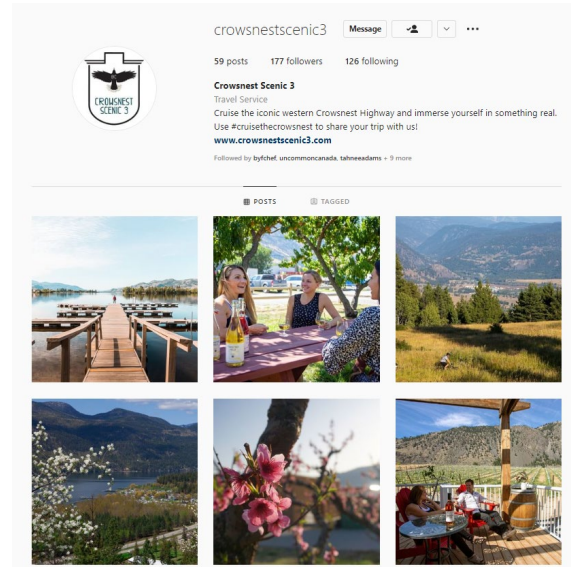 crowsnestscenic3 Message
59 posts 177 followers 126 following
Crowsnest Scenic 3
Travel Service
Cruise the iconic western Crowsnest Highway and immerse yourself in something real.
Use #cruisethecrowsnest to share your trip with us!
www.crowsnestscenic3.com
Followed by byfchef, uncommoncanada, tahneeadams + 9 more
CROWSNEST
SCENIC 3
POSTS TAGGED